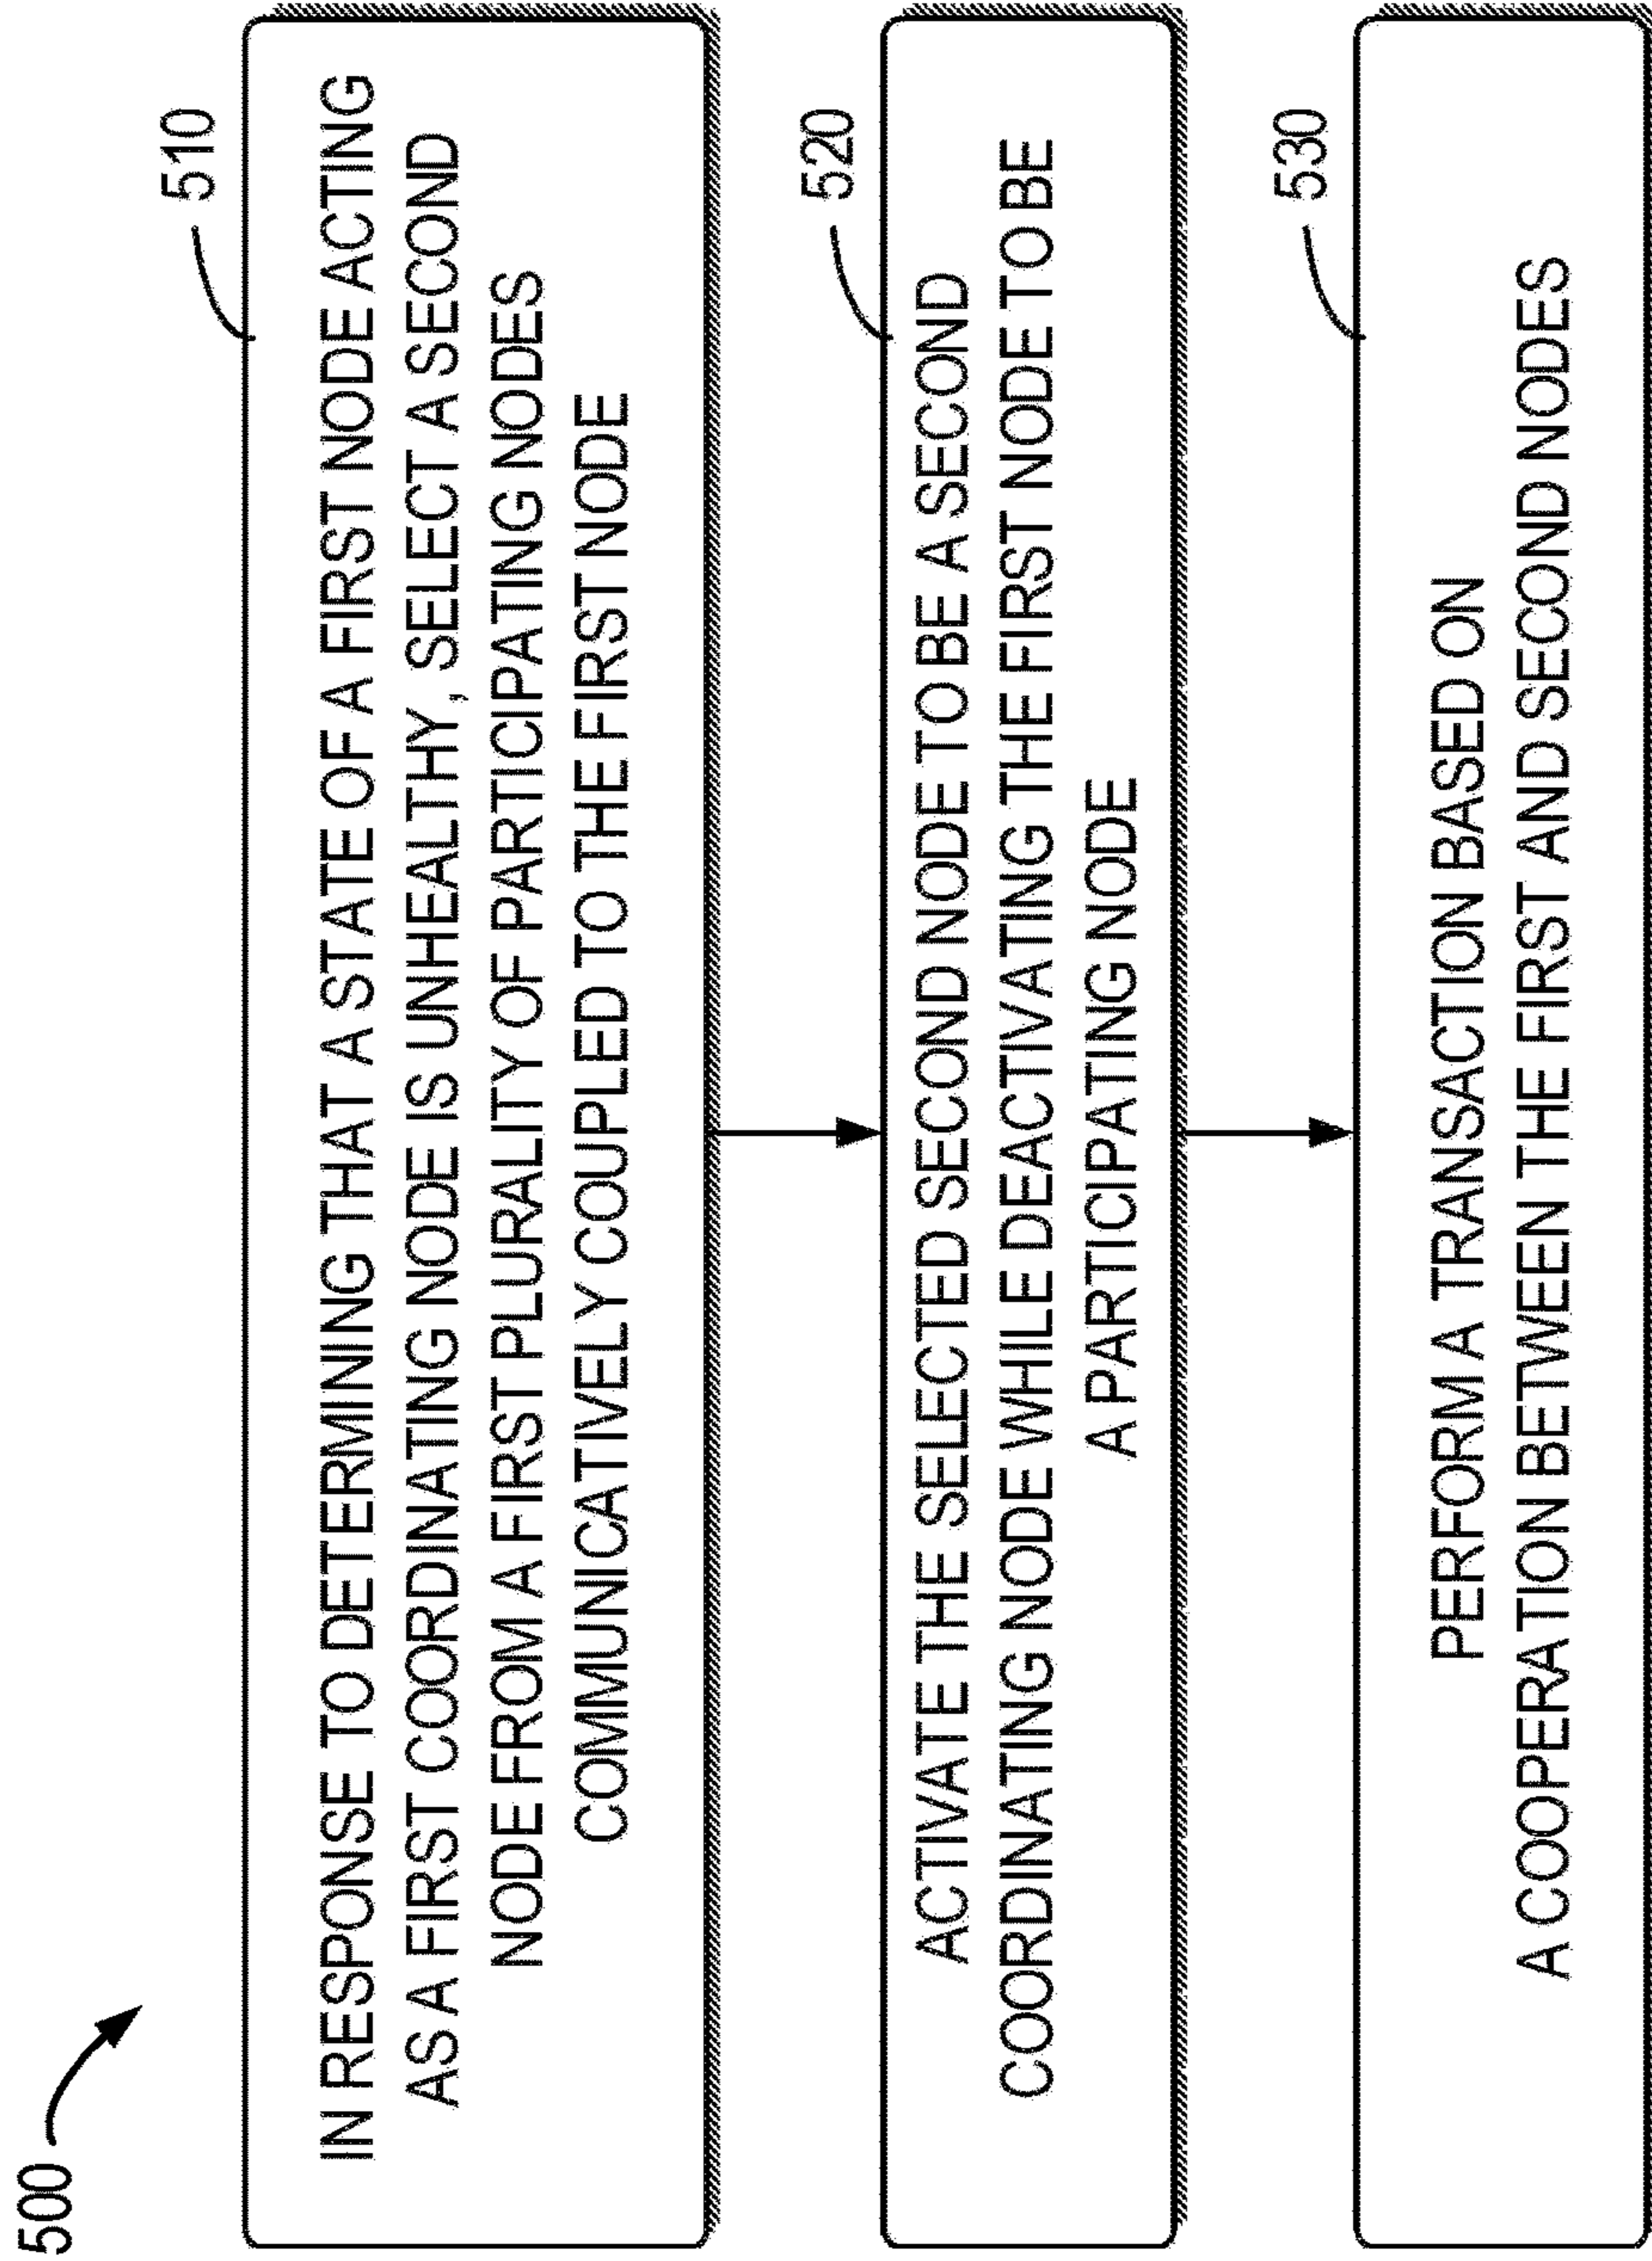 500
510
IN RESPONSE TO DETERMINING THAT A STATE OF A FIRST NODE ACTING
AS A FIRST COORDINATING NODE IS UNHEALTHY, SELECT A SECOND
NODE FROM A FIRST PLURALITY OF PARTICIPATING NODES
COMMUNICATIVELY COUPLED TO THE FIRST NODE
520
ACTIVATE THE SELECTED SECOND NODE TO BE A SECOND
COORDINATING NODE WHILE DEACTIVATING THE FIRST NODE TO BE
A PARTICIPATING NODE
530
PERFORM A TRANSACTION BASED ON
A COOPERATION BETWEEN THE FIRST AND SECOND NODES